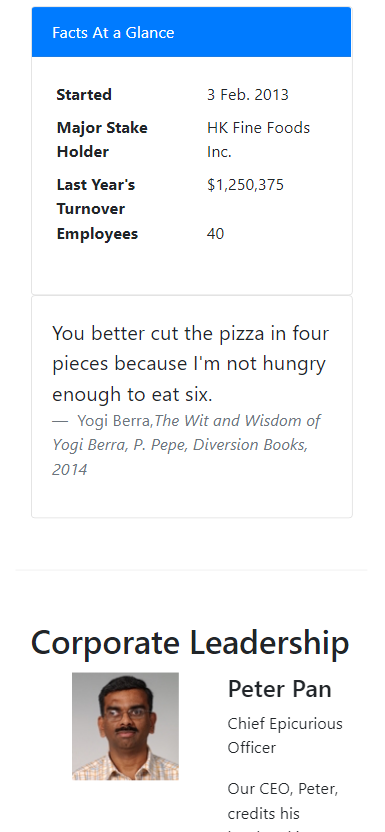 Facts At a Glance
Started 3 Feb. 2013
Major Stake HK Fine Foods
Holder Inc.
Last Year's $1,250,375
Turnover
Employees 40
You better cut the pizza in four
pieces because I'm not hungry
enough to eat six.
— Yogi Berra,The Wit and Wisdom of
Yogi Berra, P. Pepe, Diversion Books,
2014
Corporate Leadership
Peter Pan
Chief Epicurious
Officer
Our CEO, Peter,
credits his